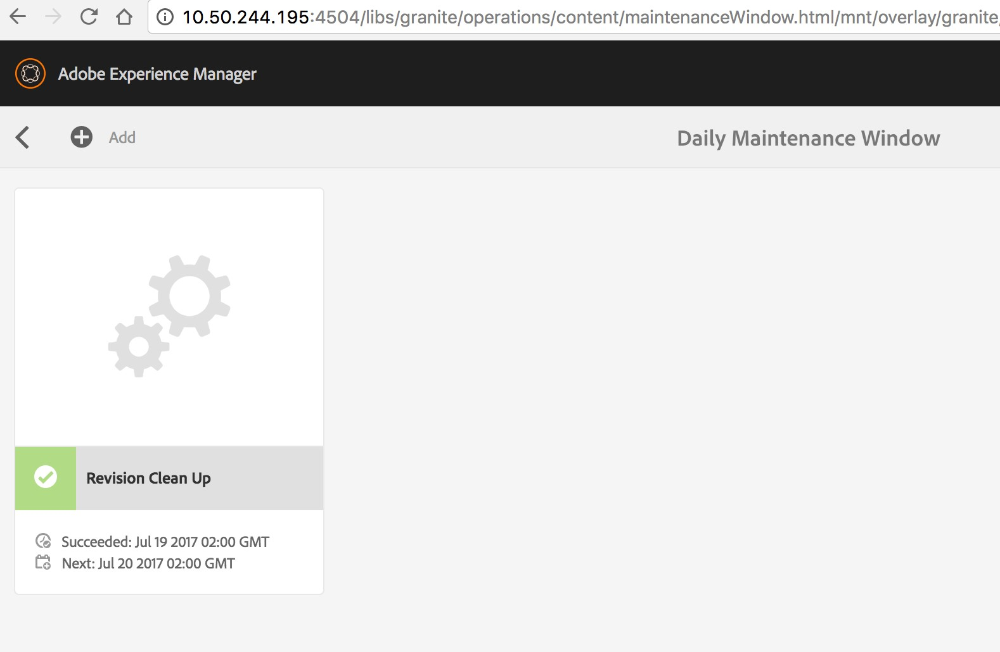 10.50.244.195:4504/libs/granite/operations/content/maintenanceWindow.html/mnt/overlay/granite/
Adobe Experience Manager
Add
Daily Maintenance Window
Revision Clean Up
Succeeded: Jul 19 2017 02:00 GMT
Next: Jul 20 2017 02:00 GMT